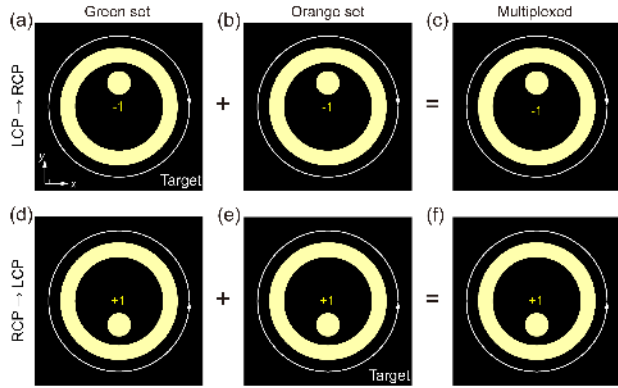 Green set Orange set Multiplexed
(a) (b) (c)
LCP → RCP
-1 + -1 = -1
y
x
Target
(d) (e) (f)
RCP → LCP
+1 + +1 = +1
Target